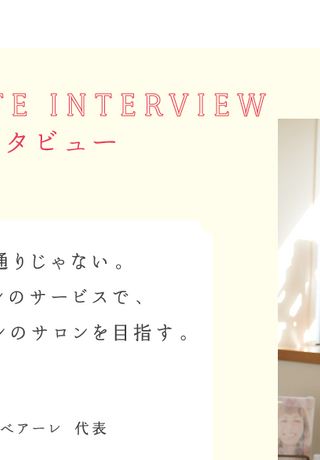 TE INTERVIEW
タビュー
通りじゃない。
ンのサービスで、
ンのサロンを目指す。
ベアーレ 代表